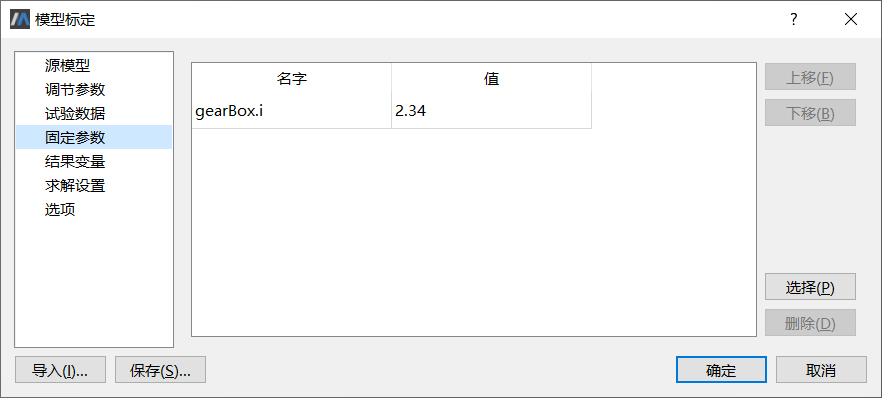 模型标定
?
源模型
调节参数
试验数据
固定参数
结果变量
求解设置
选项
名字 值
gearBox.i 2.34
上移(F)
下移(B)
选择(P)
删除(D)
导入(I)... 保存(S)... 确定 取消